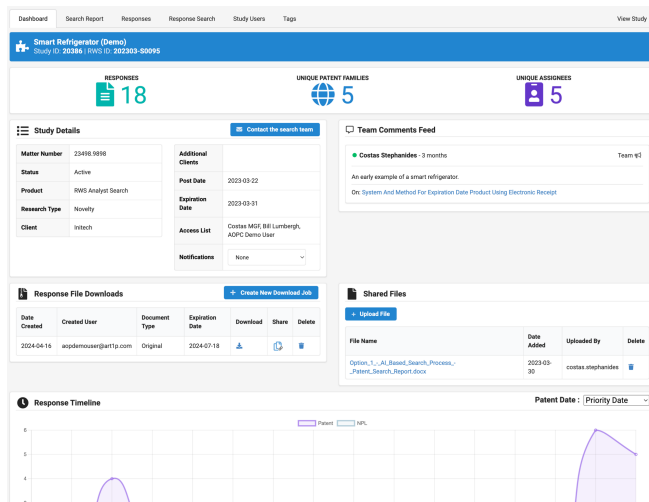 Dashboard Search Report Responses Response Search Study Users Tags View Study
Smart Refrigerator (Demo)
Study ID: 20386 | RWS ID: 202303-S0095
RESPONSES
18
UNIQUE PATENT FAMILIES
5
UNIQUE ASSIGNEES
5
Study Details
Contact the search team
Matter Number 23498.9898
Status Active
Product RWS Analyst Search
Research Type Novelty
Client Initech
Additional
Clients
Post Date 2023-03-22
Expiration
Date
2023-03-31
Access List
Costas MGF, Bill Lumbergh,
AOPC Demo User
Notifications None
Team Comments Feed
Costas Stephanides - 3 months Team
An early example of a smart refrigerator.
On: System And Method For Expiration Date Product Using Electronic Receipt
Response File Downloads
+ Create New Download Job
Date
Created
Created User
Document
Type
Expiration
Date
Download Share Delete
2024-04-16 aopdemouser@art1p.com Original 2024-07-18
Shared Files
+ Upload File
File Name
Date
Added
Uploaded By Delete
Option_1_-_AI_Based_Search_Process_-
_Patent_Search_Report.docx
2023-03-
30
costas.stephanides
Response Timeline
Patent Date : Priority Date
Patent NPL
6
5
4